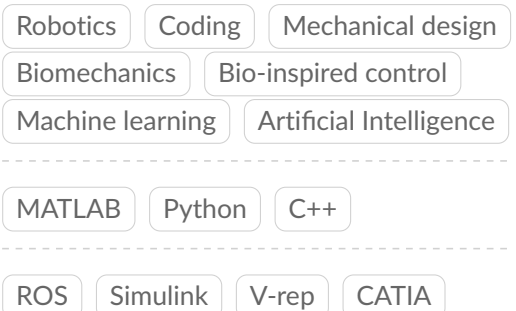 Robotics Coding Mechanical design
Biomechanics Bio-inspired control
Machine learning Artificial Intelligence
MATLAB Python C++
ROS Simulink V-rep CATIA